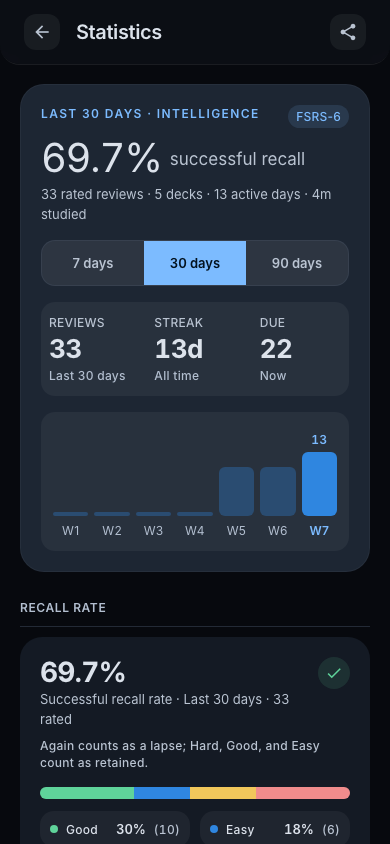 Statistics
LAST 30 DAYS · INTELLIGENCE
FSRS-6
69.7% successful recall
33 rated reviews · 5 decks · 13 active days · 4m
studied
7 days 30 days 90 days
REVIEWS STREAK DUE
33 13d 22
Last 30 days All time Now
13
W1 W2 W3 W4 W5 W6 W7
RECALL RATE
69.7%
Successful recall rate · Last 30 days · 33
rated
Again counts as a lapse; Hard, Good, and Easy
count as retained.
Good 30% (10) Easy 18% (6)